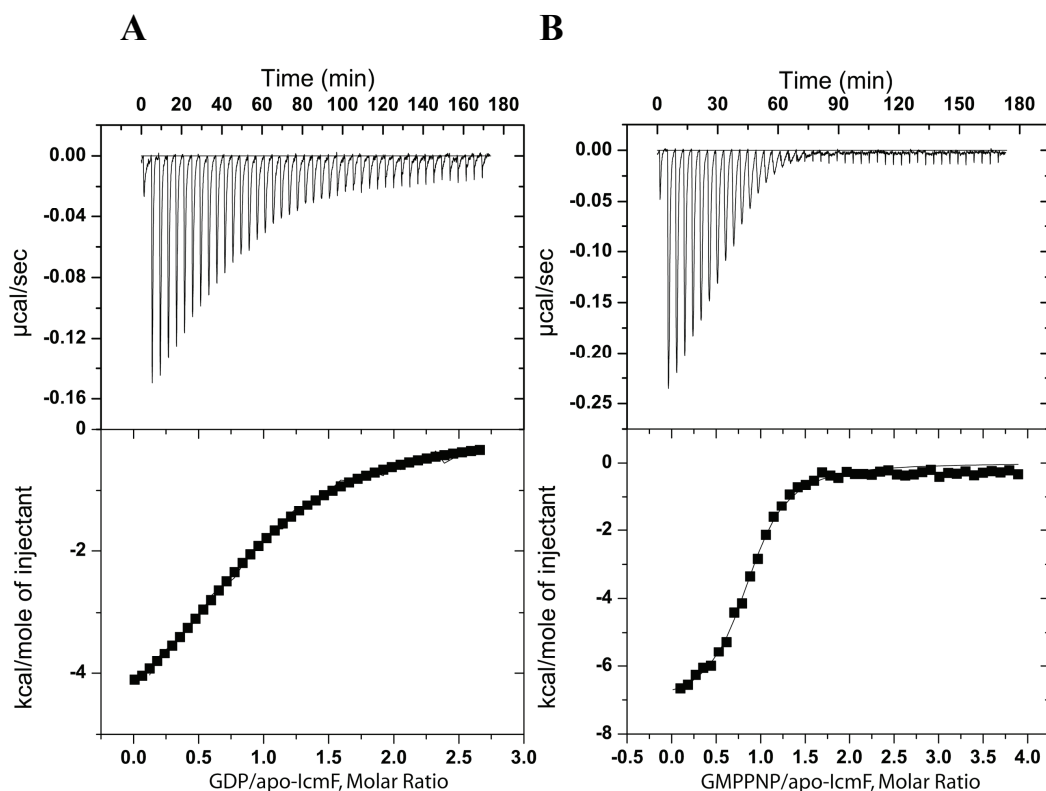 A
Time (min)
0 20 40 60 80 100 120 140 160 180
0.00
-0.04
-0.08
-0.12
-0.16
µcal/sec
0
-2
-4
kcal/mole of injectant
0.0 0.5 1.0 1.5 2.0 2.5 3.0
GDP/apo-IcmF, Molar Ratio
B
Time (min)
0 30 60 90 120 150 180
0.00
-0.05
-0.10
-0.15
-0.20
-0.25
µcal/sec
0
-2
-4
-6
-8
kcal/mole of injectant
-0.5 0.0 0.5 1.0 1.5 2.0 2.5 3.0 3.5 4.0
GMPPNP/apo-IcmF, Molar Ratio